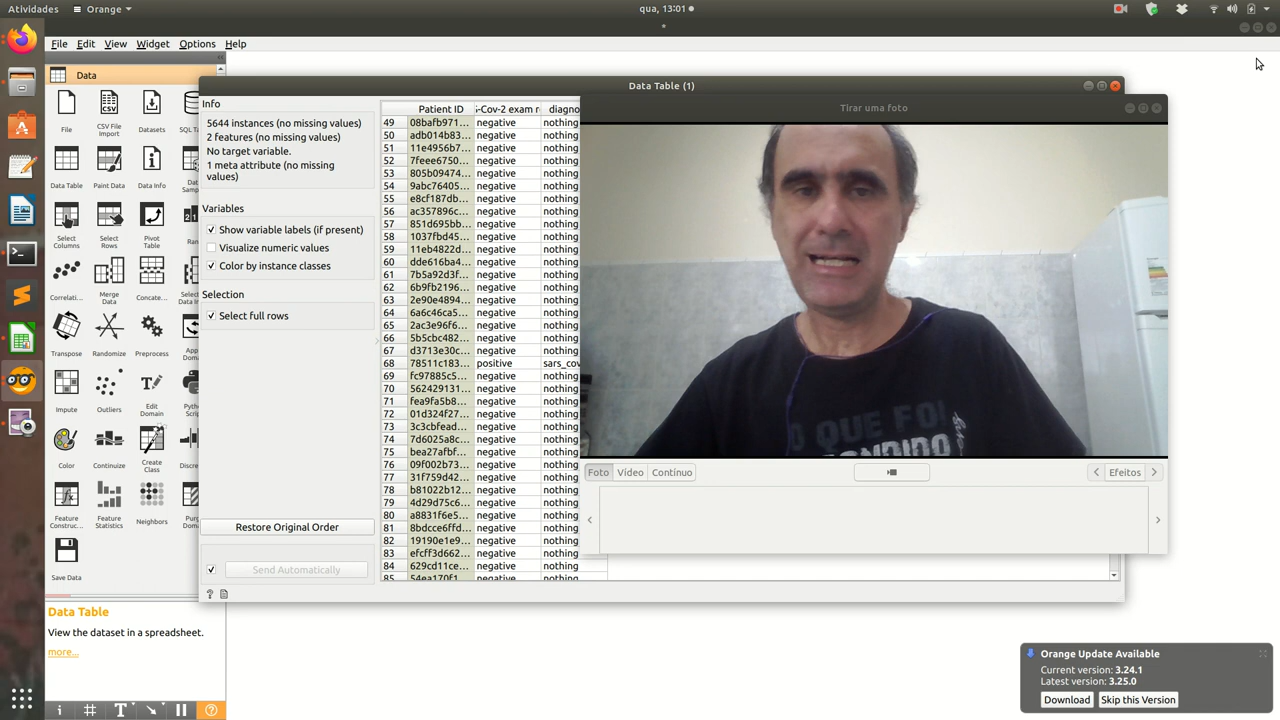 Atividades
Orange
qua, 13:01
File Edit View Widget Options Help
Data
File
CSV File Import
Datasets
SQL
Data Table
Paint Data
Data Info
Select Columns
Select Rows
Pivot Table
Merge Data
Transpose
Randomize
Preprocess
Impute
Outliers
Edit Domain
Color
Continuize
Create Class
Feature Construc...
Feature Statistics
Neighbors
Save Data
Data Table
View the dataset in a spreadsheet.
more...
Data Table (1)
Info
5644 instances (no missing values)
2 features (no missing values)
No target variable.
1 meta attribute (no missing values)
Variables
Show variable labels (if present)
Visualize numeric values
Color by instance classes
Selection
Select full rows
Restore Original Order
Send Automatically
Patient ID -Cov-2 exam r diagno
49 08bafb971... negative nothing
50 adb014b83... negative nothing
51 11e4956b7... negative nothing
52 7feee6750... negative nothing
53 805b09474... negative nothing
54 9abc76405... negative nothing
55 e8cf187db... negative nothing
56 ac357896c... negative nothing
57 851d695bb... negative nothing
58 1037fbd45... negative nothing
59 11eb4822d... negative nothing
60 dde616ba4... negative nothing
61 7b5a92d3f... negative nothing
62 6b9fb2196... negative nothing
63 2e90e4894... negative nothing
64 6a6c46ca5... negative nothing
65 2ac3e96f6... negative nothing
66 5b5cbc482... negative nothing
67 d3713e30c... negative nothing
68 78511c183... positive sars_cov
69 fc97885c5... negative nothing
70 562429131... negative nothing
71 fea9fa5b8... negative nothing
72 01d324f27... negative nothing
73 3c3cbfead... negative nothing
74 7d6025a8c... negative nothing
75 bea27afbf... negative nothing
76 09f002b73... negative nothing
77 31f759d42... negative nothing
78 b81022b12... negative nothing
79 4d29d75c6... negative nothing
80 a8831f6e5... negative nothing
81 8bdcce6ffd... negative nothing
82 19190e1e9... negative nothing
83 efcff3d662... negative nothing
84 629cd11ce... negative nothing
85 54ea170f1... negative nothing
Tirar uma foto
O QUE FOI
Foto Vídeo Contínuo
Efeitos
Orange Update Available
Current version: 3.24.1
Latest version: 3.25.0
Download Skip this Version